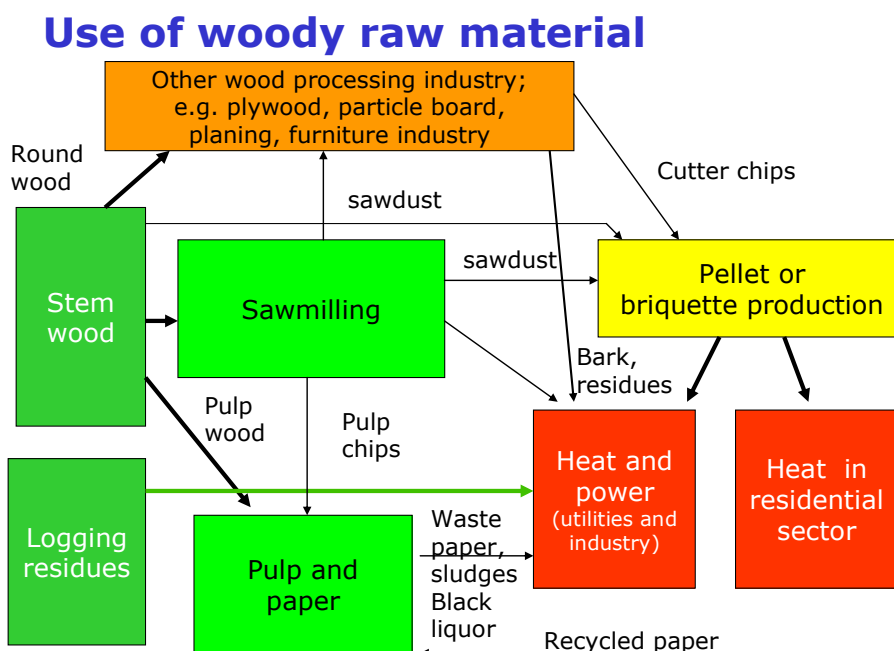 Use of woody raw material
Other wood processing industry;
e.g. plywood, particle board,
planing, furniture industry
Round
wood
Cutter chips
sawdust
sawdust
Stem
wood
Sawmilling
Pellet or
briquette production
Bark,
residues
Pulp
wood
Pulp
chips
Heat and
power
(utilities and
industry)
Heat in
residential
sector
Logging
residues
Pulp and
paper
Waste
paper,
sludges
Black
liquor
Recycled paper